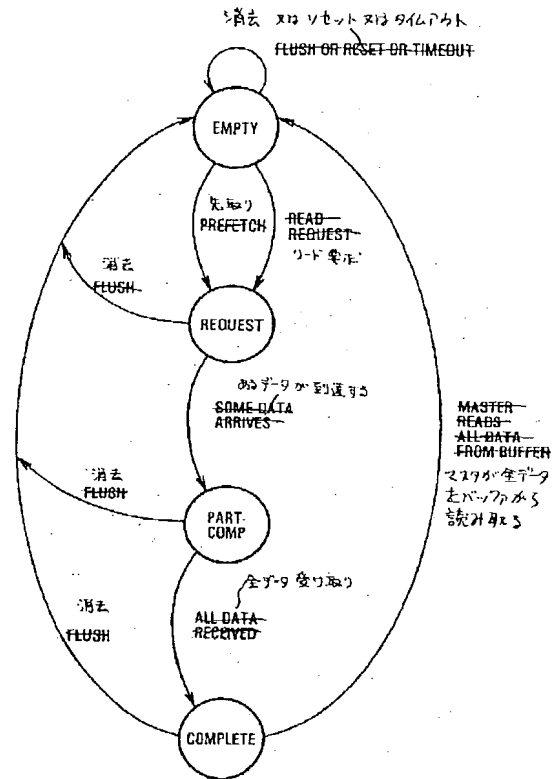 消去 又は リセット 又は タイムアウト
FLUSH OR RESET OR TIMEOUT
EMPTY
先取り
PREFETCH
READ
REQUEST
リード要求
消去
FLUSH
REQUEST
あるデータが到達する
SOME DATA
ARRIVES
MASTER
READS
ALL DATA
FROM BUFFER
マスタが全データ
をバッファから
読み取る
消去
FLUSH
PART-
COMP
全データ受け取り
ALL DATA
RECEIVED
消去
FLUSH
COMPLETE